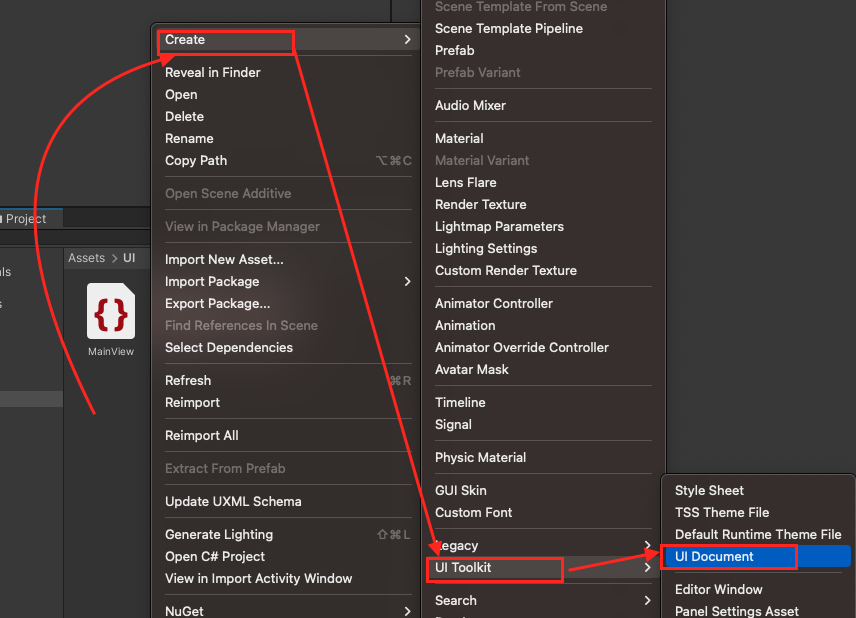 Create
Reveal in Finder
Open
Delete
Rename
Copy Path ⌥⌘C
Open Scene Additive
View in Package Manager
Import New Asset...
Import Package
Export Package...
Find References In Scene
Select Dependencies
Refresh ⌘R
Reimport
Reimport All
Extract From Prefab
Update UXML Schema
Generate Lighting ⇧⌘L
Open C# Project
View in Import Activity Window
NuGet
Project
Assets > UI
MainView
Scene Template From Scene
Scene Template Pipeline
Prefab
Prefab Variant
Audio Mixer
Material
Material Variant
Lens Flare
Render Texture
Lightmap Parameters
Lighting Settings
Custom Render Texture
Animator Controller
Animation
Animator Override Controller
Avatar Mask
Timeline
Signal
Physic Material
GUI Skin
Custom Font
Legacy
UI Toolkit
Search
Style Sheet
TSS Theme File
Default Runtime Theme File
UI Document
Editor Window
Panel Settings Asset